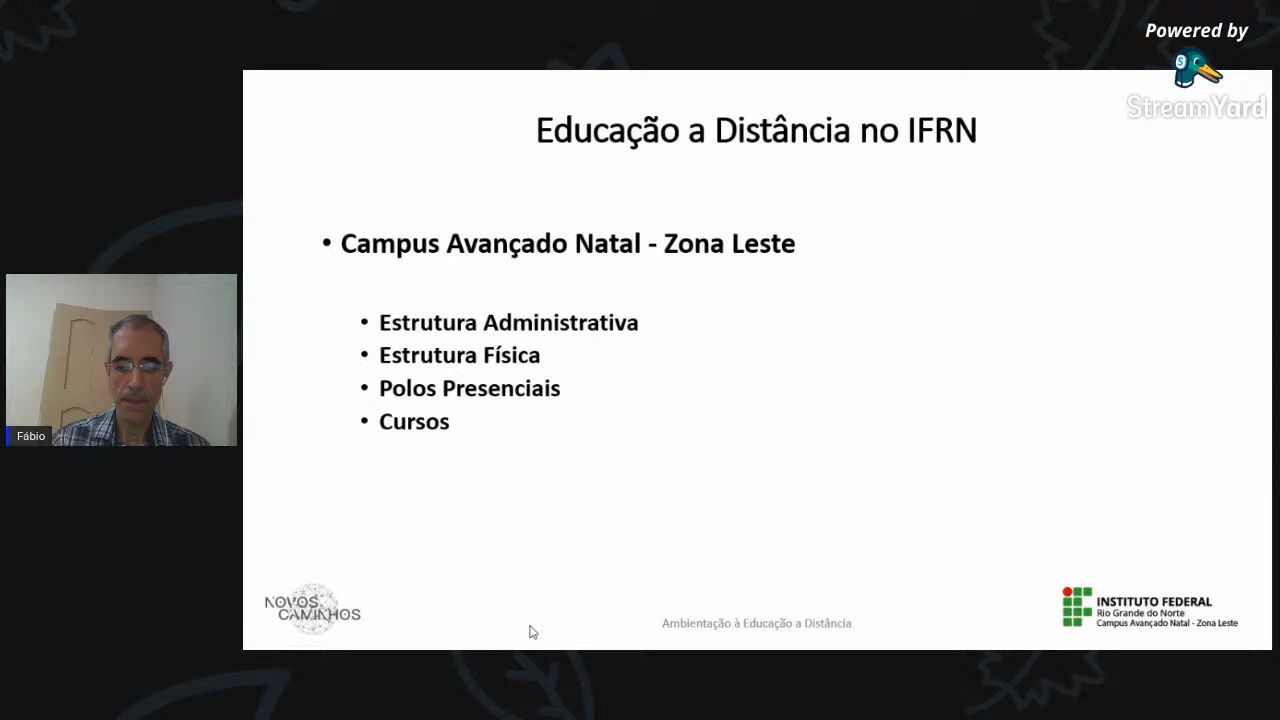 Powered by
StreamYard
Educação a Distância no IFRN
• Campus Avançado Natal - Zona Leste
• Estrutura Administrativa
• Estrutura Física
• Polos Presenciais
• Cursos
Fábio
NOVOS
CAMINHOS
Ambientação à Educação a Distância
INSTITUTO FEDERAL
Rio Grande do Norte
Campus Avançado Natal - Zona Leste